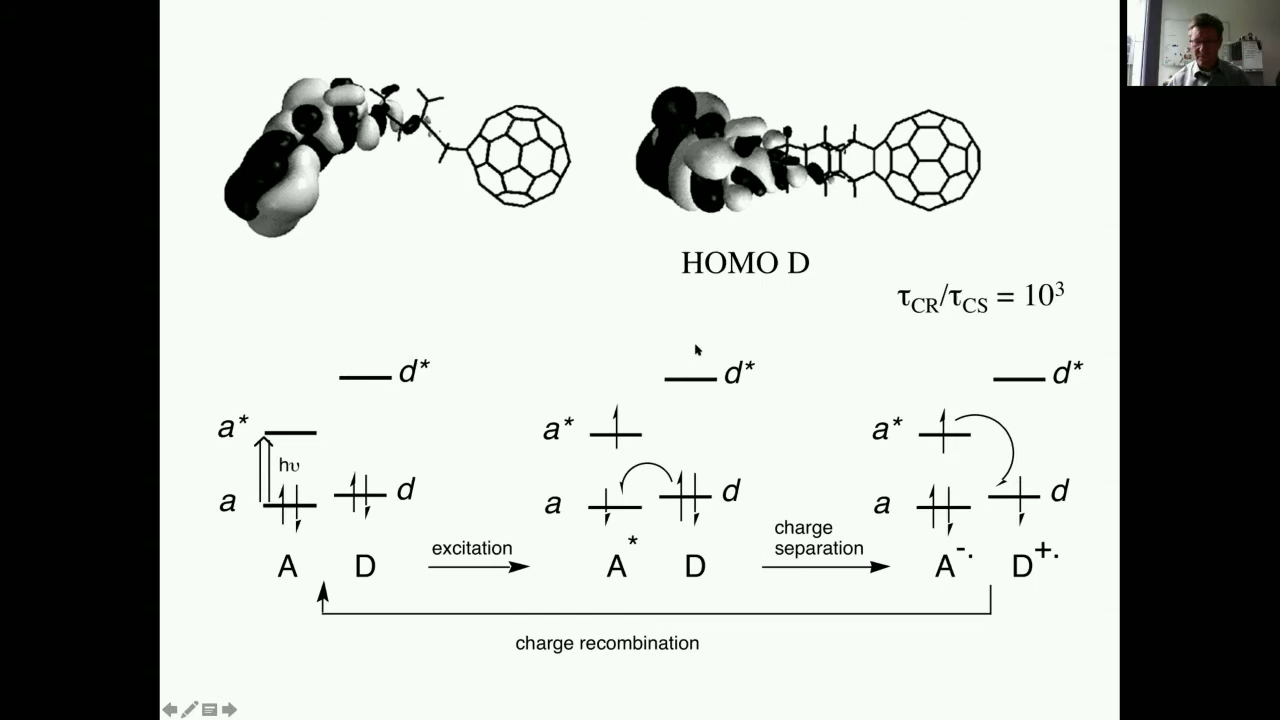 HOMO D
τCR/τCS = 10³
d*
a*
hυ
a
d
A
D
excitation
d*
a*
a
d
A*
D
charge
separation
d*
a*
a
d
A-.
D+.
charge recombination